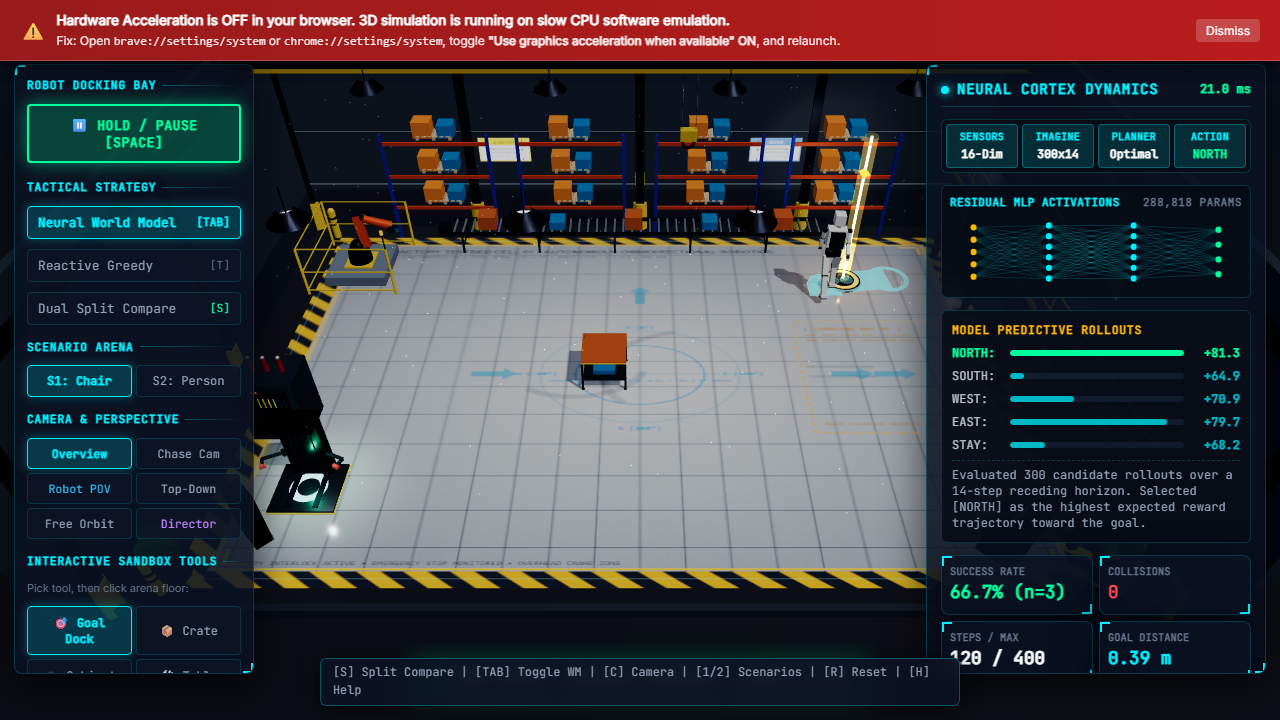 Hardware Acceleration is OFF in your browser. 3D simulation is running on slow CPU software emulation.
Fix: Open brave://settings/system or chrome://settings/system, toggle "Use graphics acceleration when available" ON, and relaunch.
Dismiss
ROBOT DOCKING BAY
HOLD / PAUSE
[SPACE]
TACTICAL STRATEGY
Neural World Model [TAB]
Reactive Greedy [T]
Dual Split Compare [S]
SCENARIO ARENA
S1: Chair S2: Person
CAMERA & PERSPECTIVE
Overview Chase Cam
Robot POV Top-Down
Free Orbit Director
INTERACTIVE SANDBOX TOOLS
Pick tool, then click arena floor:
Goal
Dock
Crate
NEURAL CORTEX DYNAMICS 21.0 ms
SENSORS IMAGINE PLANNER ACTION
16-Dim 300x14 Optimal NORTH
RESIDUAL MLP ACTIVATIONS 288,818 PARAMS
MODEL PREDICTIVE ROLLOUTS
NORTH: +81.3
SOUTH: +64.9
WEST: +70.9
EAST: +79.7
STAY: +68.2
Evaluated 300 candidate rollouts over a
14-step receding horizon. Selected
[NORTH] as the highest expected reward
trajectory toward the goal.
SUCCESS RATE COLLISIONS
66.7% (n=3) 0
STEPS / MAX GOAL DISTANCE
120 / 400 0.39 m
[S] Split Compare | [TAB] Toggle WM | [C] Camera | [1/2] Scenarios | [R] Reset | [H]
Help